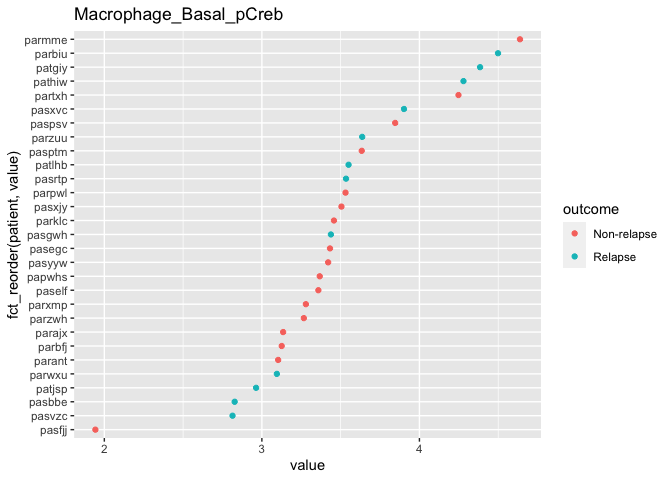 Macrophage_Basal_pCreb
fct_reorder(patient, value)
parmme
parbiu
patgiy
pathiw
partxh
pasxvc
paspsv
parzuu
pasptm
patlhb
pasrtp
parpwl
pasxjy
parklc
pasgwh
pasegc
pasyyw
papwhs
paself
parxmp
parzwh
parajx
parbfj
parant
parwxu
patjsp
pasbbe
pasvzc
pasfjj
2 3 4
value
outcome
Non-relapse
Relapse